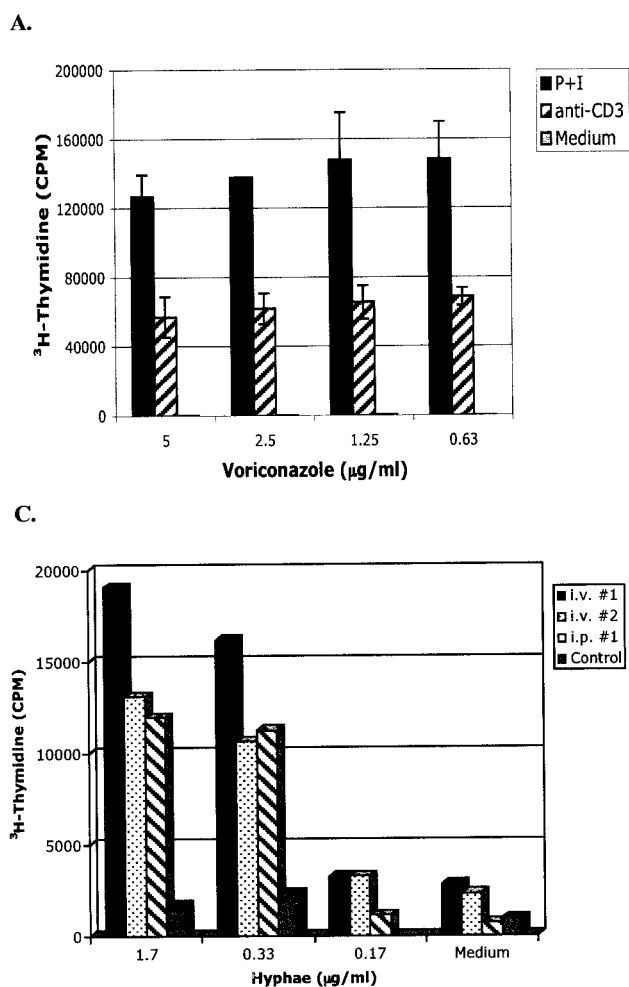 A.
200000
160000
120000
80000
40000
0
³H-Thymidine (CPM)
5 2.5 1.25 0.63
Voriconazole (µg/ml)
P+I
anti-CD3
Medium
C.
20000
15000
10000
5000
0
³H-Thymidine (CPM)
1.7 0.33 0.17 Medium
Hyphae (µg/ml)
i.v. #1
i.v. #2
i.p. #1
Control